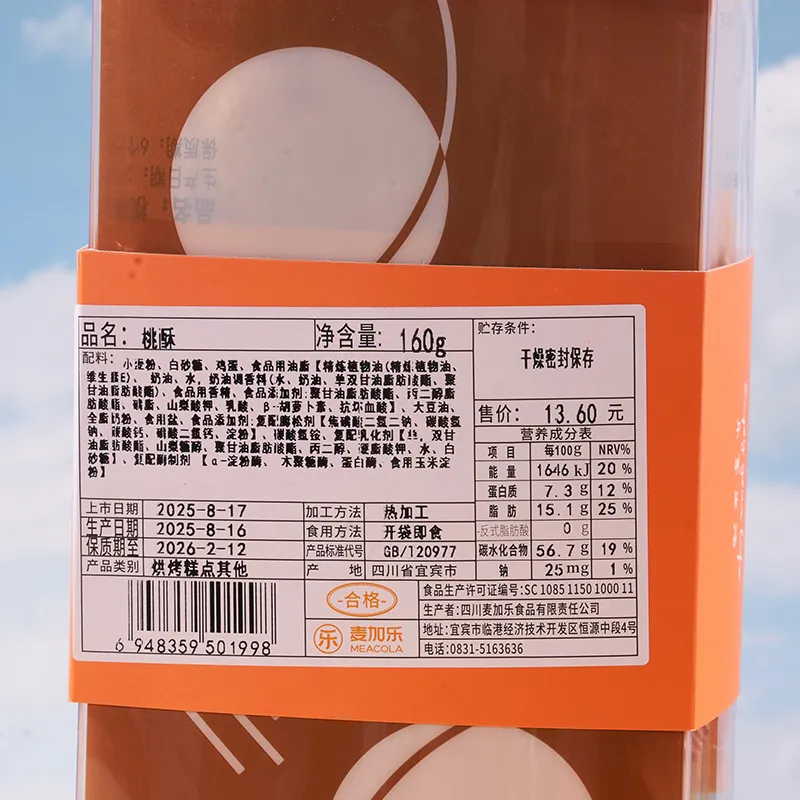 品名：桃酥
净含量：160g
配料：小麦粉、白砂糖、鸡蛋、食品用油脂【精炼植物油（精炼植物油、
维生素E）、奶油、水，奶油调香料（水、奶油、单双甘油脂肪酸酯、聚
甘油脂肪酸酯）、食品用香精、食品添加剂：聚甘油脂肪酸酯、丙二醇脂
肪酸酯、磷脂、山梨酸钾、乳酸、β-胡萝卜素、抗坏血酸】、大豆油、
全脂奶粉、食用盐、食品添加剂：复配膨松剂【焦磷酸二氢二钠、碳酸氢
钠、碳酸钙、磷酸二氢钙、淀粉】、碳酸氢铵、复配乳化剂【单，双甘
油脂肪酸酯、山梨糖醇、聚甘油脂肪酸酯、丙二醇、硬脂酸钾、水、白
砂糖】、复配酶制剂【α-淀粉酶、木聚糖酶、蛋白酶、食用玉米淀
粉】
贮存条件：
干燥密封保存
售价：13.60 元
营养成分表
项目 每100g NRV%
能量 1646 kJ 20 %
蛋白质 7.3 g 12 %
脂肪 15.1 g 25 %
-反式脂肪酸 0 g
碳水化合物 56.7 g 19 %
钠 25 mg 1 %
上市日期 2025-8-17 加工方法 热加工
生产日期 2025-8-16 食用方法 开袋即食
保质期至 2026-2-12 产品标准代号 GB/T20977
产品类别 烘烤糕点其他 产地 四川省宜宾市
6 948359 501998
-合格-
乐 麦加乐
MEACOLA
食品生产许可证编号：SC 1085 1150 1000 11
生产者：四川麦加乐食品有限责任公司
地址：宜宾市临港经济技术开发区恒源中段4号
电话：0831-5163636